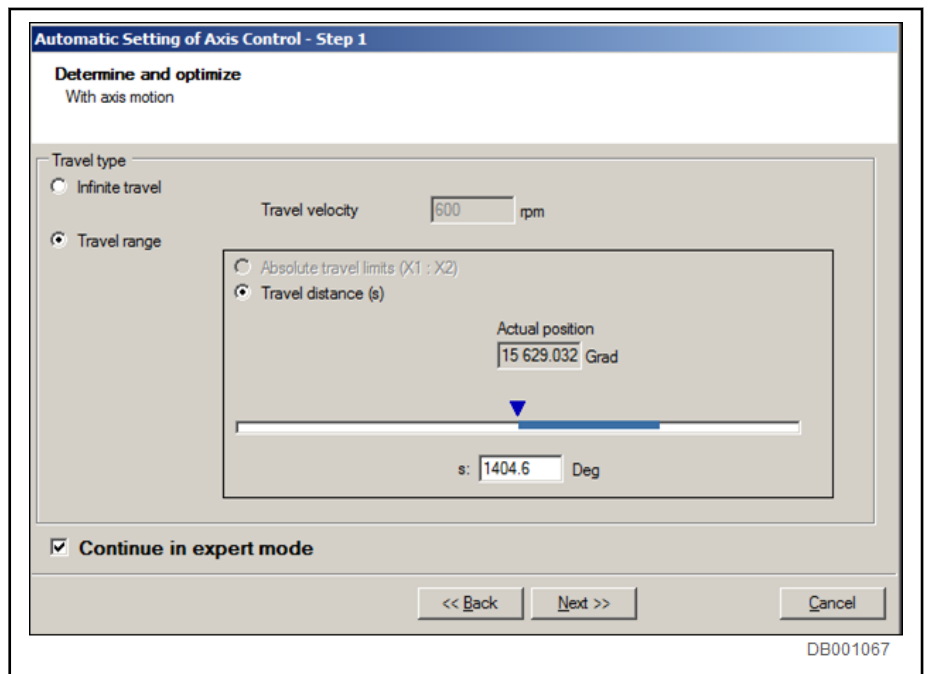 Automatic Setting of Axis Control - Step 1
Determine and optimize
With axis motion
Travel type
Infinite travel
Travel velocity 600 rpm
Travel range
Absolute travel limits (X1 : X2)
Travel distance (s)
Actual position
15 629.032 Grad
s: 1404.6 Deg
Continue in expert mode
<< Back Next >> Cancel
DB001067